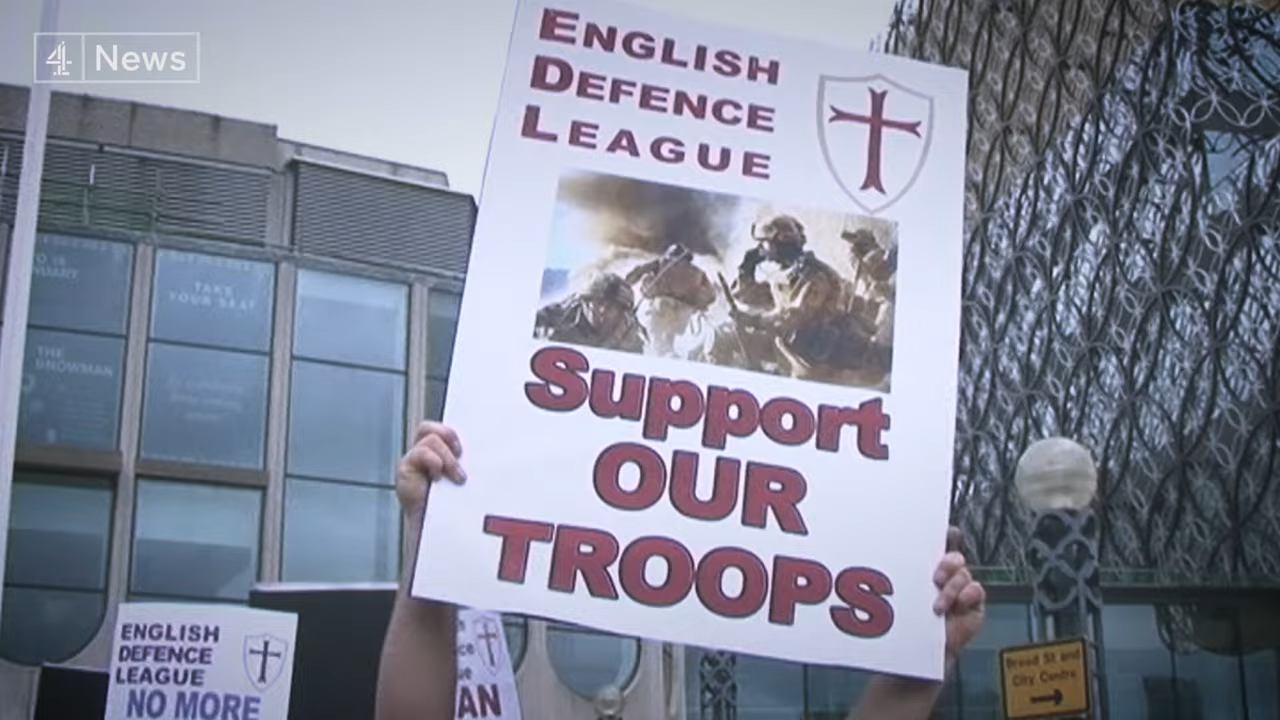 4 News
ENGLISH
DEFENCE
LEAGUE
Support
OUR
TROOPS
TAKE
YOUR SEAT
THE
SNOWMAN
ENGLISH
DEFENCE
LEAGUE
NO MORE
AN
Broad St and
City Centre